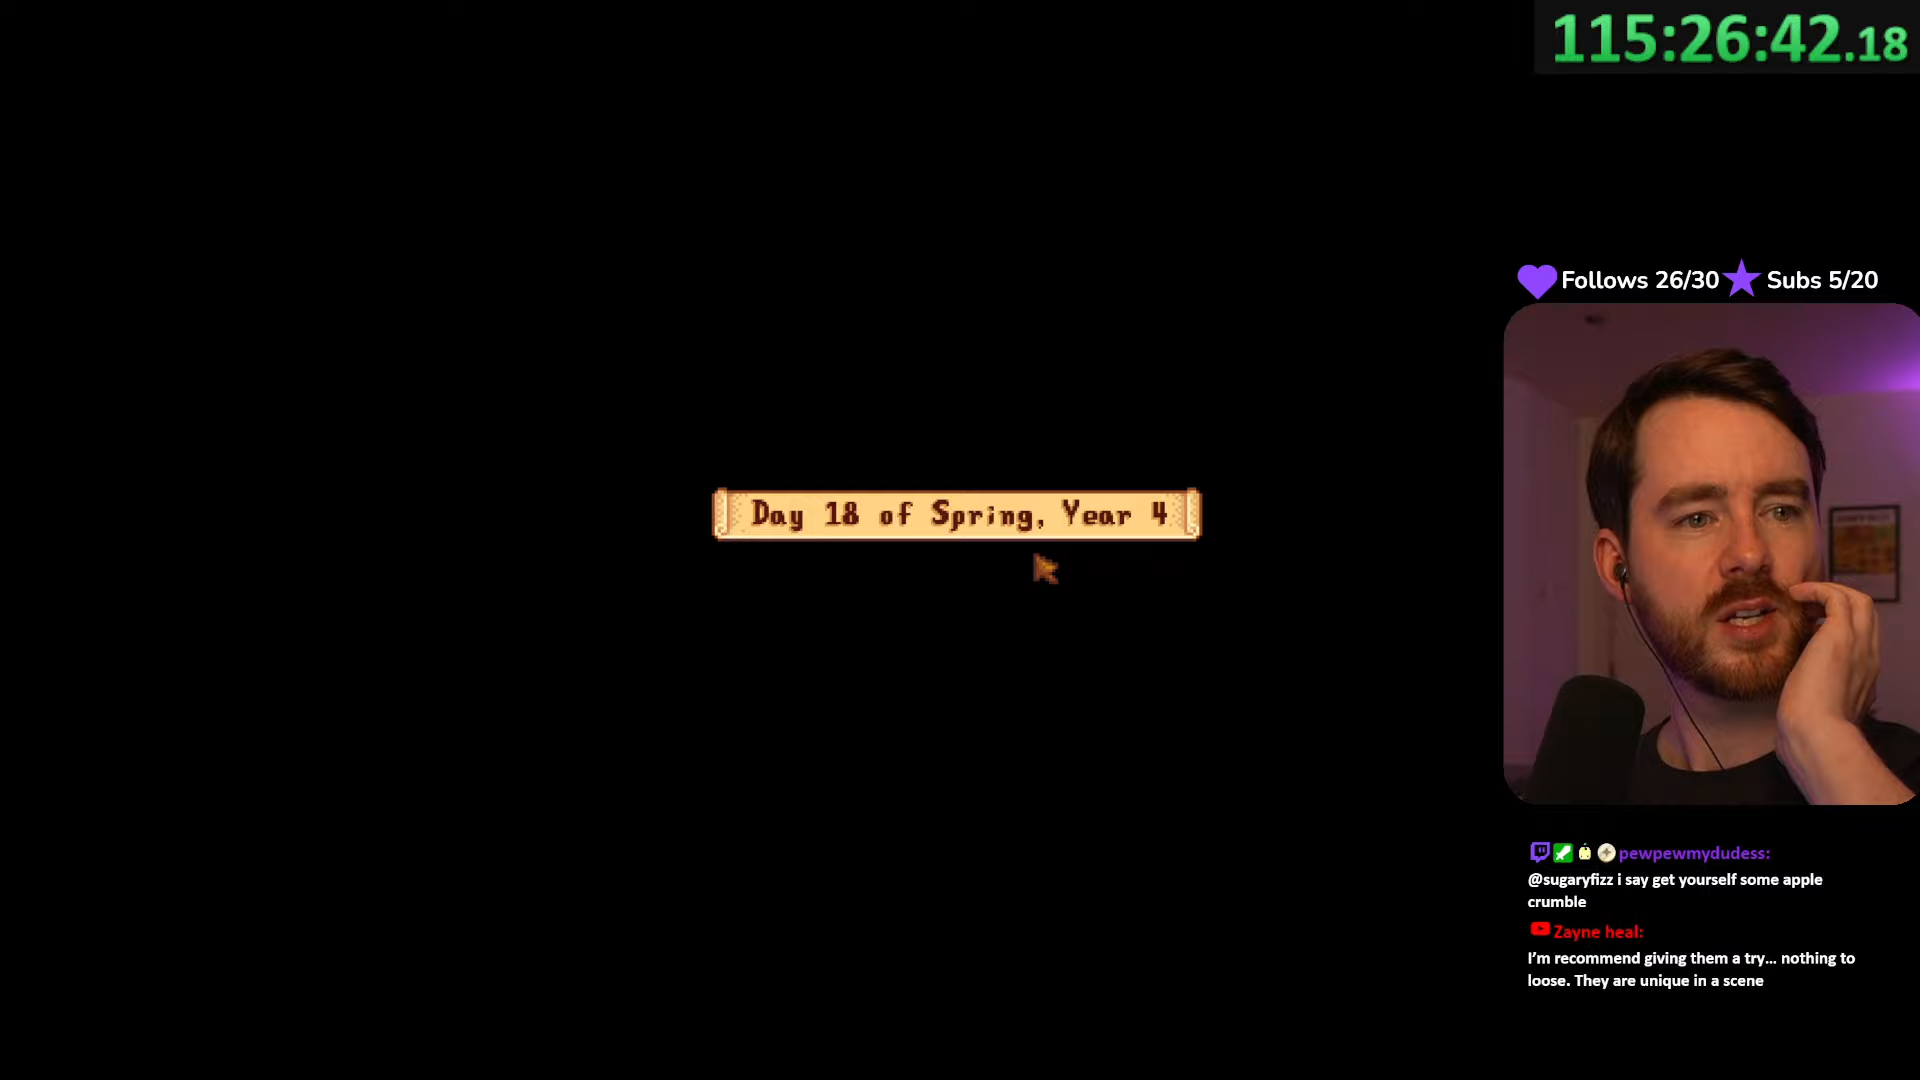 115:26:42.18
Follows 26/30 Subs 5/20
Day 18 of Spring, Year 4
pewpewmydudess:
@sugaryfizz i say get yourself some apple
crumble
Zayne heal:
I’m recommend giving them a try... nothing to
loose. They are unique in a scene